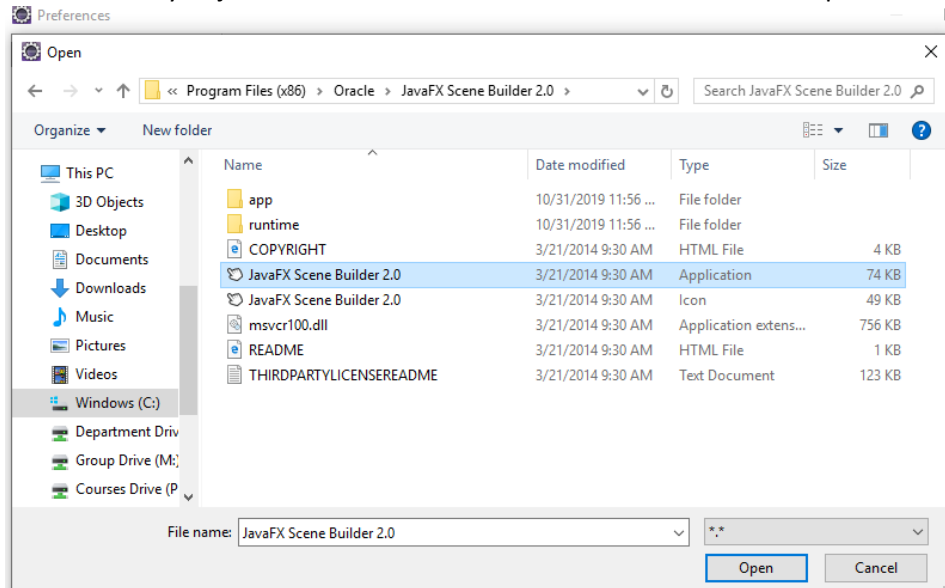 Preferences
Open
« Program Files (x86) > Oracle > JavaFX Scene Builder 2.0 >
Search JavaFX Scene Builder 2.0
Organize
New folder
?
Name Date modified Type Size
This PC
3D Objects
Desktop
Documents
Downloads
Music
Pictures
Videos
Windows (C:)
Department Driv
Group Drive (M:)
Courses Drive (P
app 10/31/2019 11:56 ... File folder
runtime 10/31/2019 11:56 ... File folder
COPYRIGHT 3/21/2014 9:30 AM HTML File 4 KB
JavaFX Scene Builder 2.0 3/21/2014 9:30 AM Application 74 KB
JavaFX Scene Builder 2.0 3/21/2014 9:30 AM Icon 49 KB
msvcr100.dll 3/21/2014 9:30 AM Application extens... 756 KB
README 3/21/2014 9:30 AM HTML File 1 KB
THIRDPARTYLICENSEREADME 3/21/2014 9:30 AM Text Document 123 KB
File name: JavaFX Scene Builder 2.0
*.*
Open
Cancel